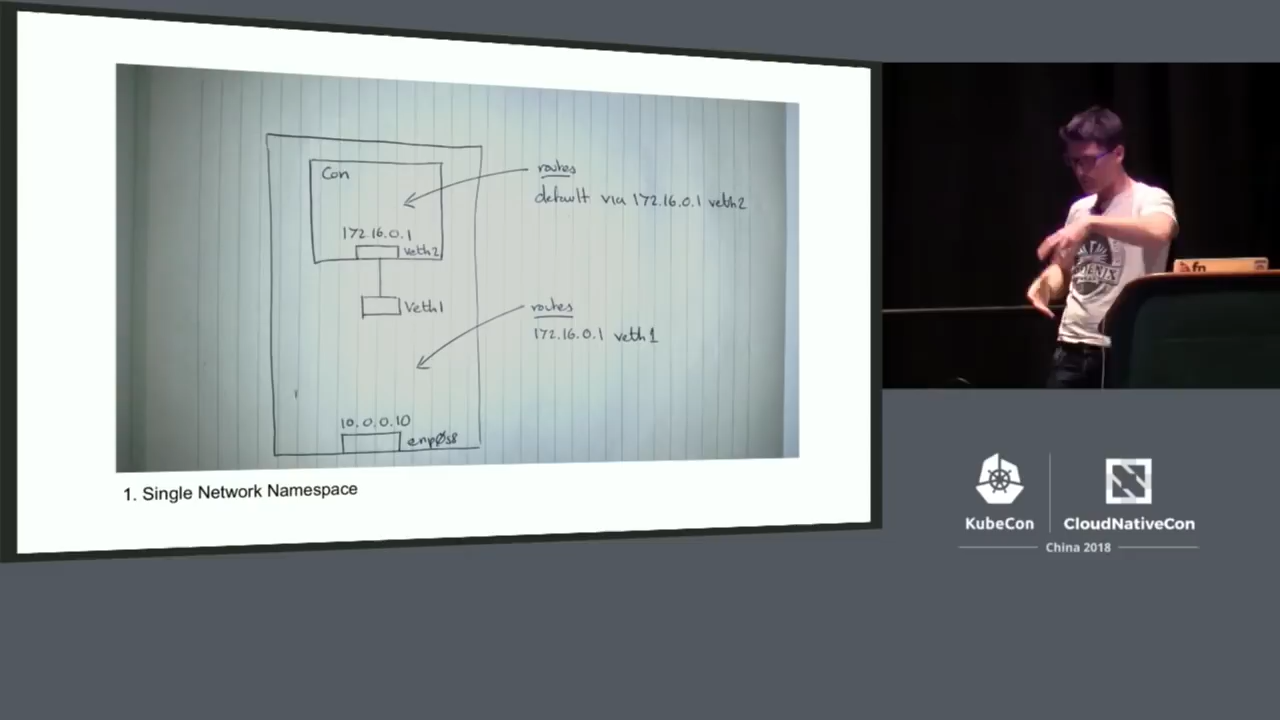 Con
routes
default via 172.16.0.1 veth2
172.16.0.1
veth2
Veth1
routes
172.16.0.1 veth1
10.0.0.10
enp0s8
1. Single Network Namespace
fn
KubeCon
CloudNativeCon
China 2018